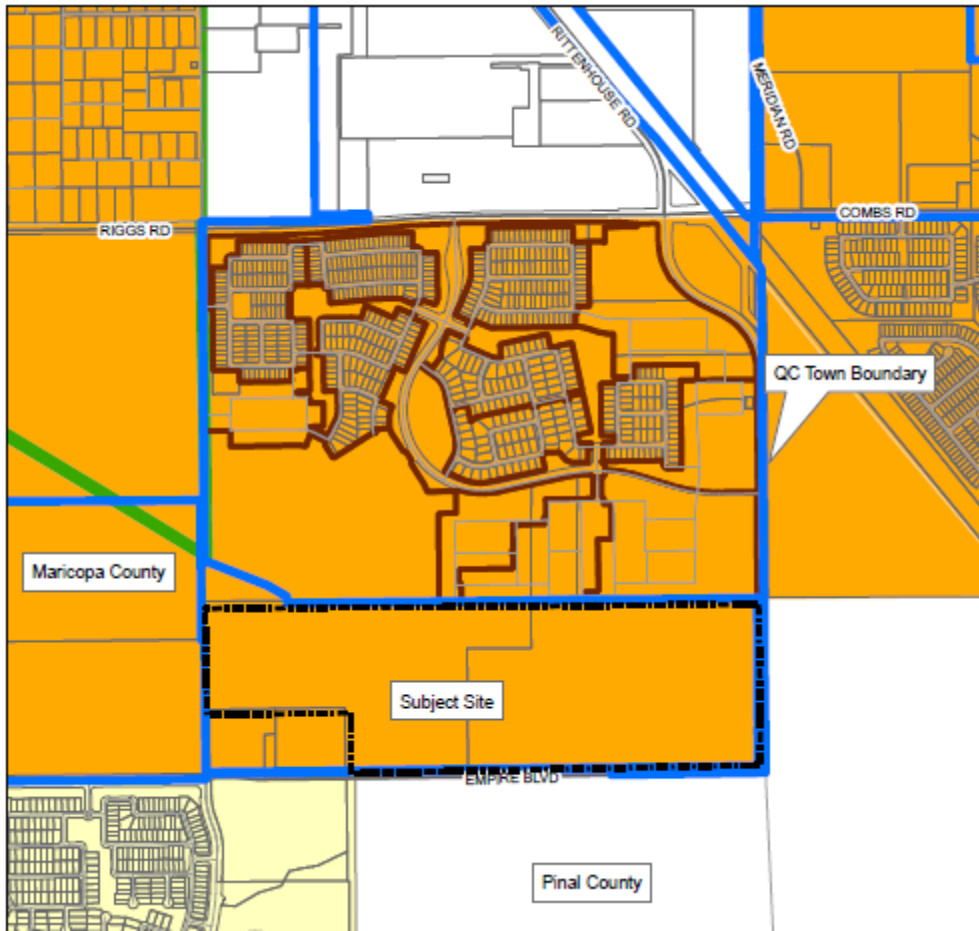 RITTENHOUSE RD
MERIDIAN RD
COMBS RD
RIGGS RD
QC Town Boundary
Maricopa County
Subject Site
EMPIRE BLVD
Pinal County